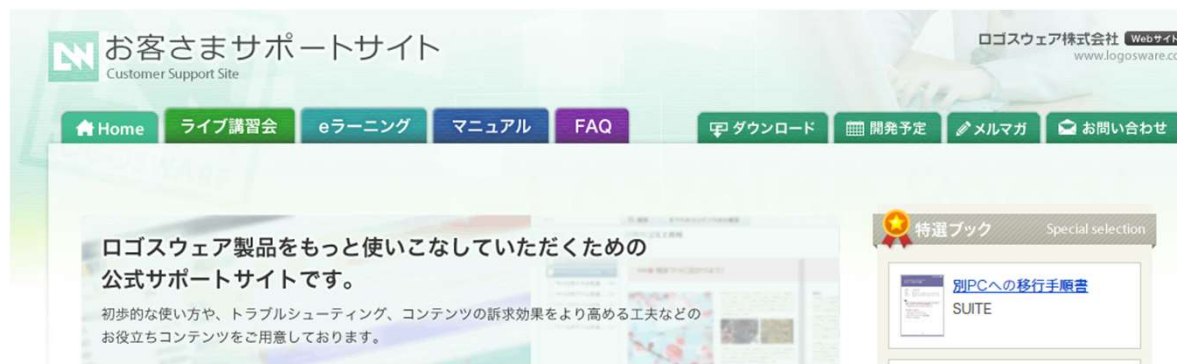 お客さまサポートサイト
Customer Support Site
ロゴスウェア株式会社 Webサイト
www.logosware.co
Home ライブ講習会 eラーニング マニュアル FAQ ダウンロード 開発予定 メルマガ お問い合わせ
ロゴスウェア製品をもっと使いこなしていただくための
公式サポートサイトです。
初歩的な使い方や、トラブルシューティング、コンテンツの訴求効果をより高める工夫などの
お役立ちコンテンツをご用意しております。
特選ブック Special selection
別PCへの移行手順書
SUITE